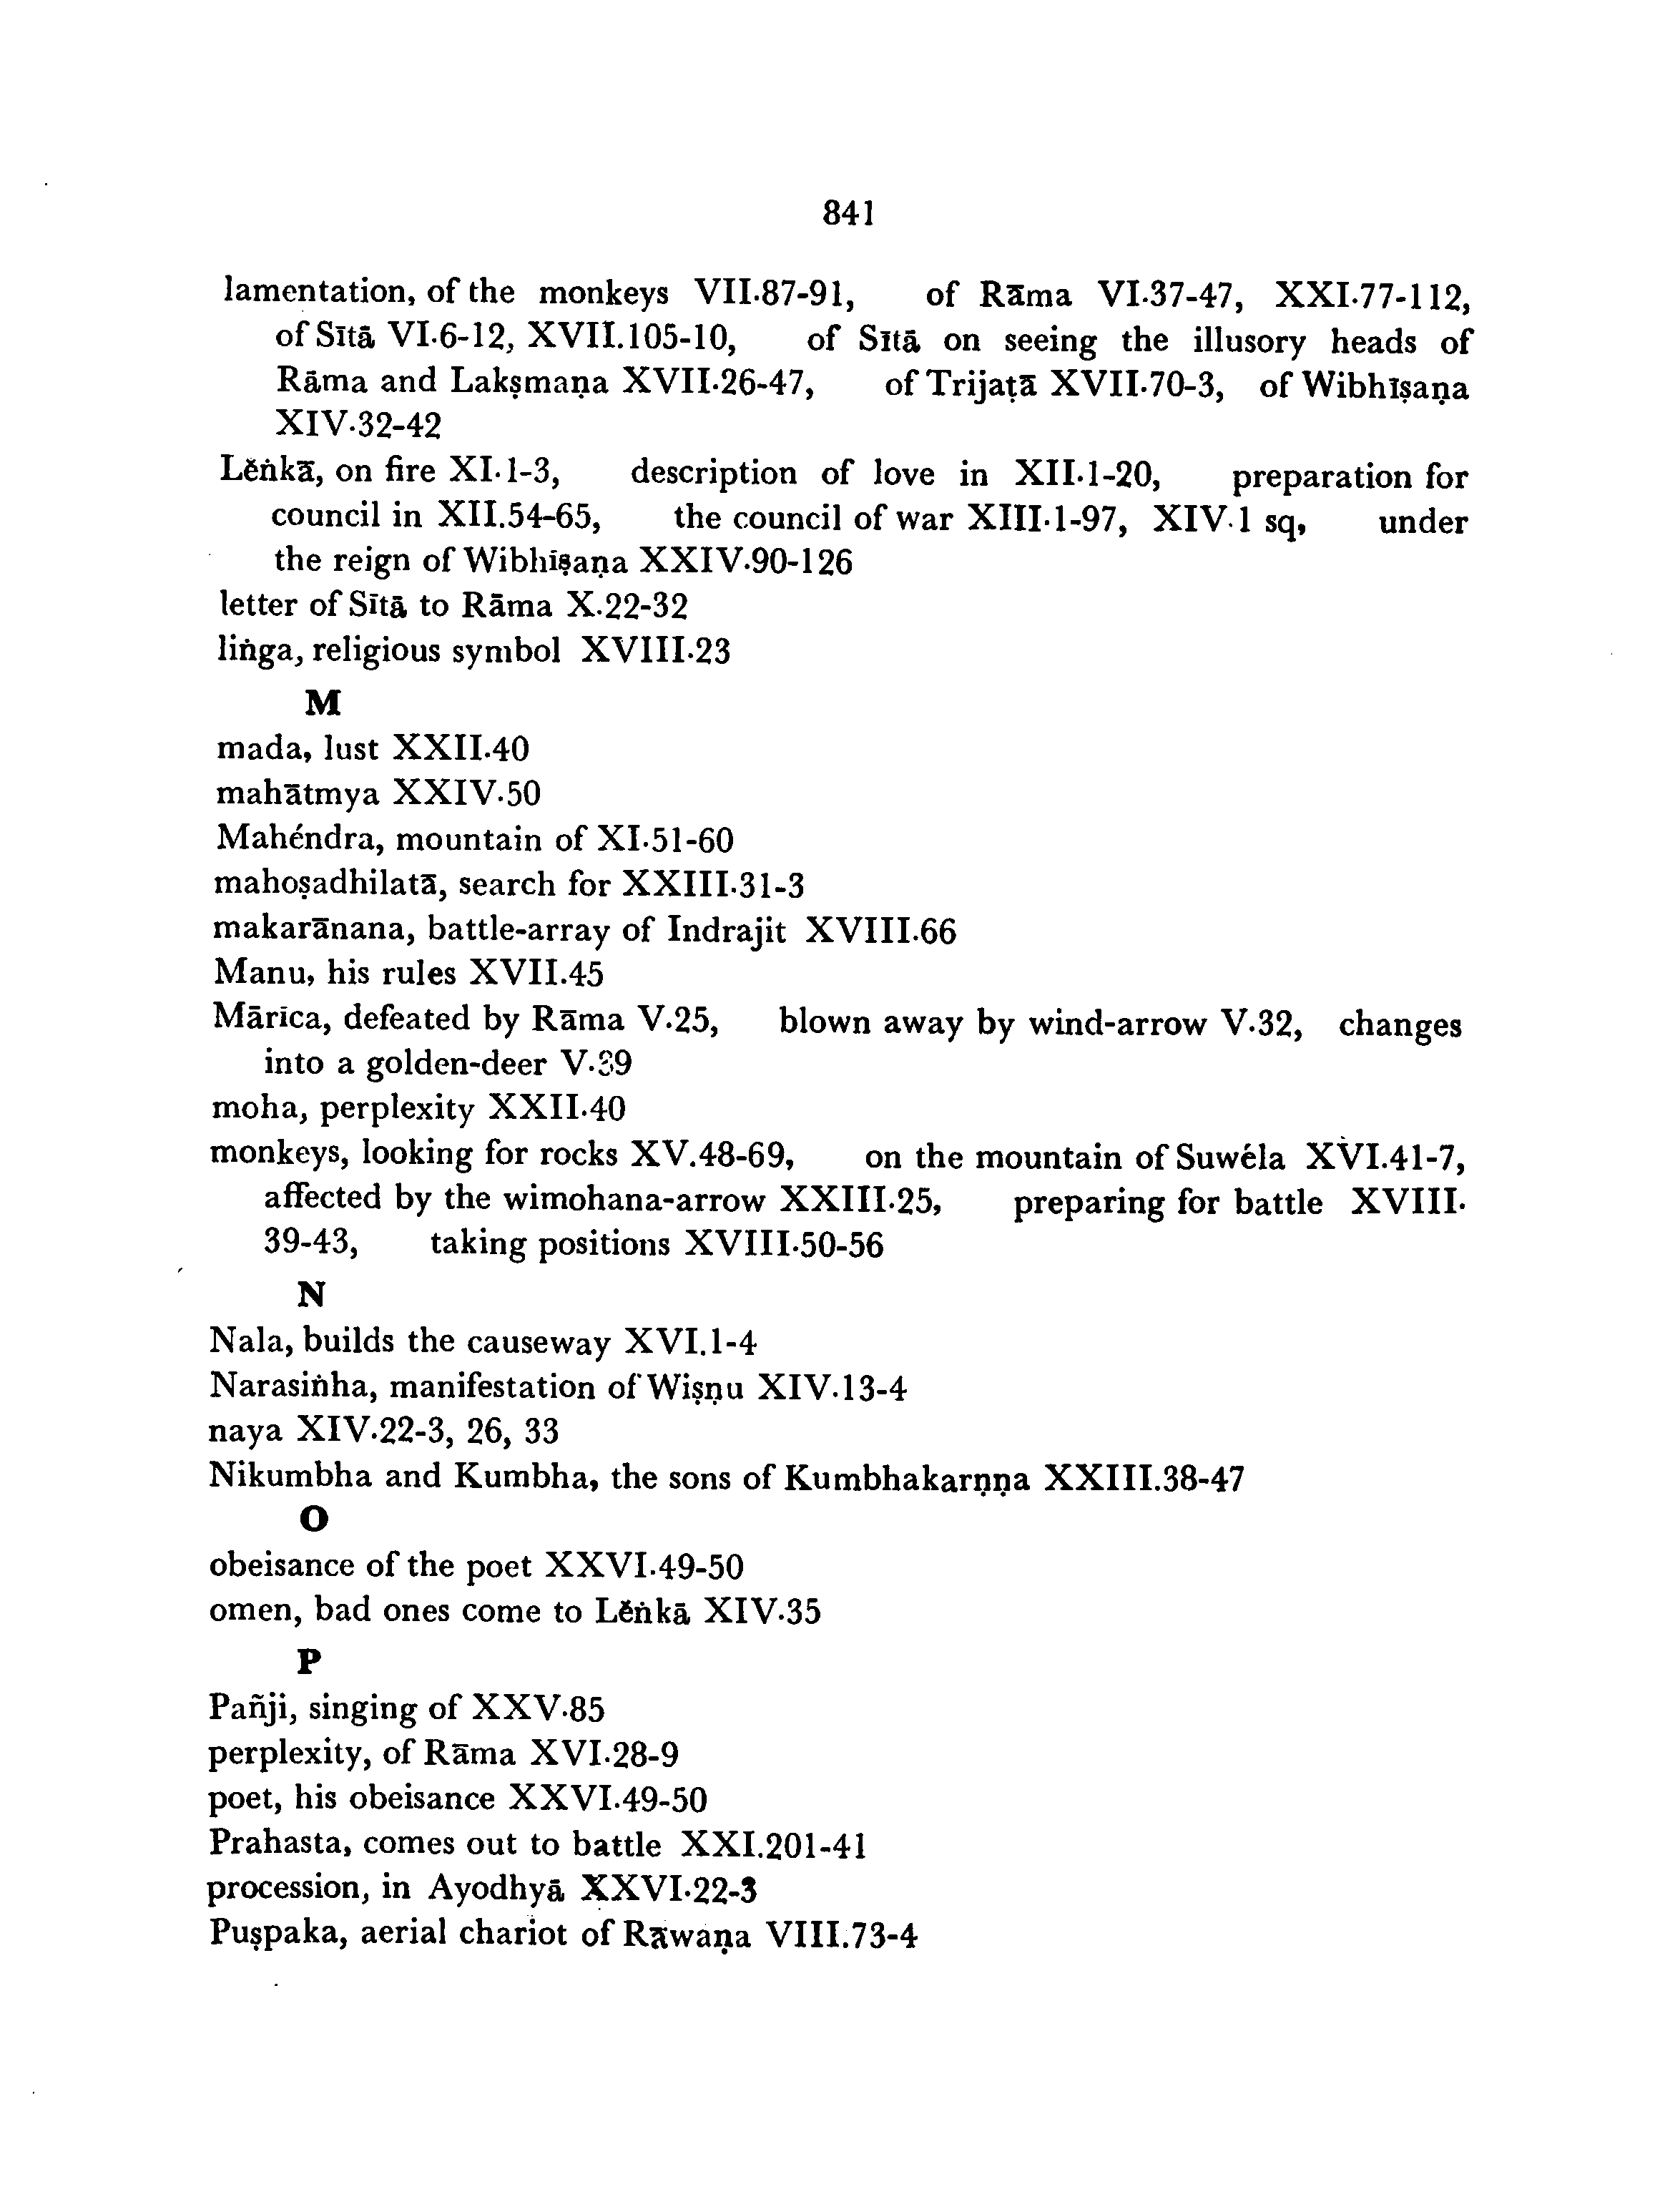 841
lamentation, of the monkeys VII.87-91, of Rāma VI.37-47, XXI.77-112,
of Sītā VI.6-12, XVII.105-10, of Sītā on seeing the illusory heads of
Rāma and Lakṣmaṇa XVII.26-47, of Trijaṭā XVII.70-3, of Wibhīṣaṇa
XIV.32-42
Lĕṅkā, on fire XI.1-3, description of love in XII.1-20, preparation for
council in XII.54-65, the council of war XIII.1-97, XIV.1 sq, under
the reign of Wibhiṣaṇa XXIV.90-126
letter of Sītā to Rāma X.22-32
liṅga, religious symbol XVIII.23
M
mada, lust XXII.40
mahātmya XXIV.50
Mahéndra, mountain of XI.51-60
mahoṣadhilatā, search for XXIII.31-3
makarānana, battle-array of Indrajit XVIII.66
Manu, his rules XVII.45
Mārīca, defeated by Rāma V.25, blown away by wind-arrow V.32, changes
into a golden-deer V.39
moha, perplexity XXII.40
monkeys, looking for rocks XV.48-69, on the mountain of Suwéla XVI.41-7,
affected by the wimohana-arrow XXIII.25, preparing for battle XVIII.
39-43, taking positions XVIII.50-56
N
Nala, builds the causeway XVI.1-4
Narasiṅha, manifestation of Wiṣṇu XIV.13-4
naya XIV.22-3, 26, 33
Nikumbha and Kumbha, the sons of Kumbhakarṇṇa XXIII.38-47
O
obeisance of the poet XXVI.49-50
omen, bad ones come to Lĕṅkā XIV.35
P
Pañji, singing of XXV.85
perplexity, of Rāma XVI.28-9
poet, his obeisance XXVI.49-50
Prahasta, comes out to battle XXI.201-41
procession, in Ayodhyā XXVI.22-3
Puṣpaka, aerial chariot of Rāwaṇa VIII.73-4